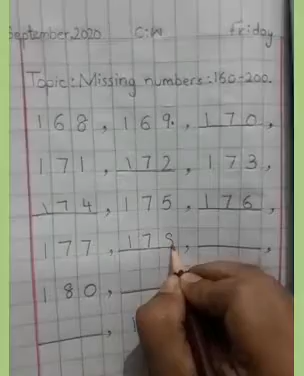 September 2020 C.W Friday
Topic: Missing numbers: 160-200.
168, 169, 170,
171, 172, 173,
174, 175, 176,
177, 178, ,
180,